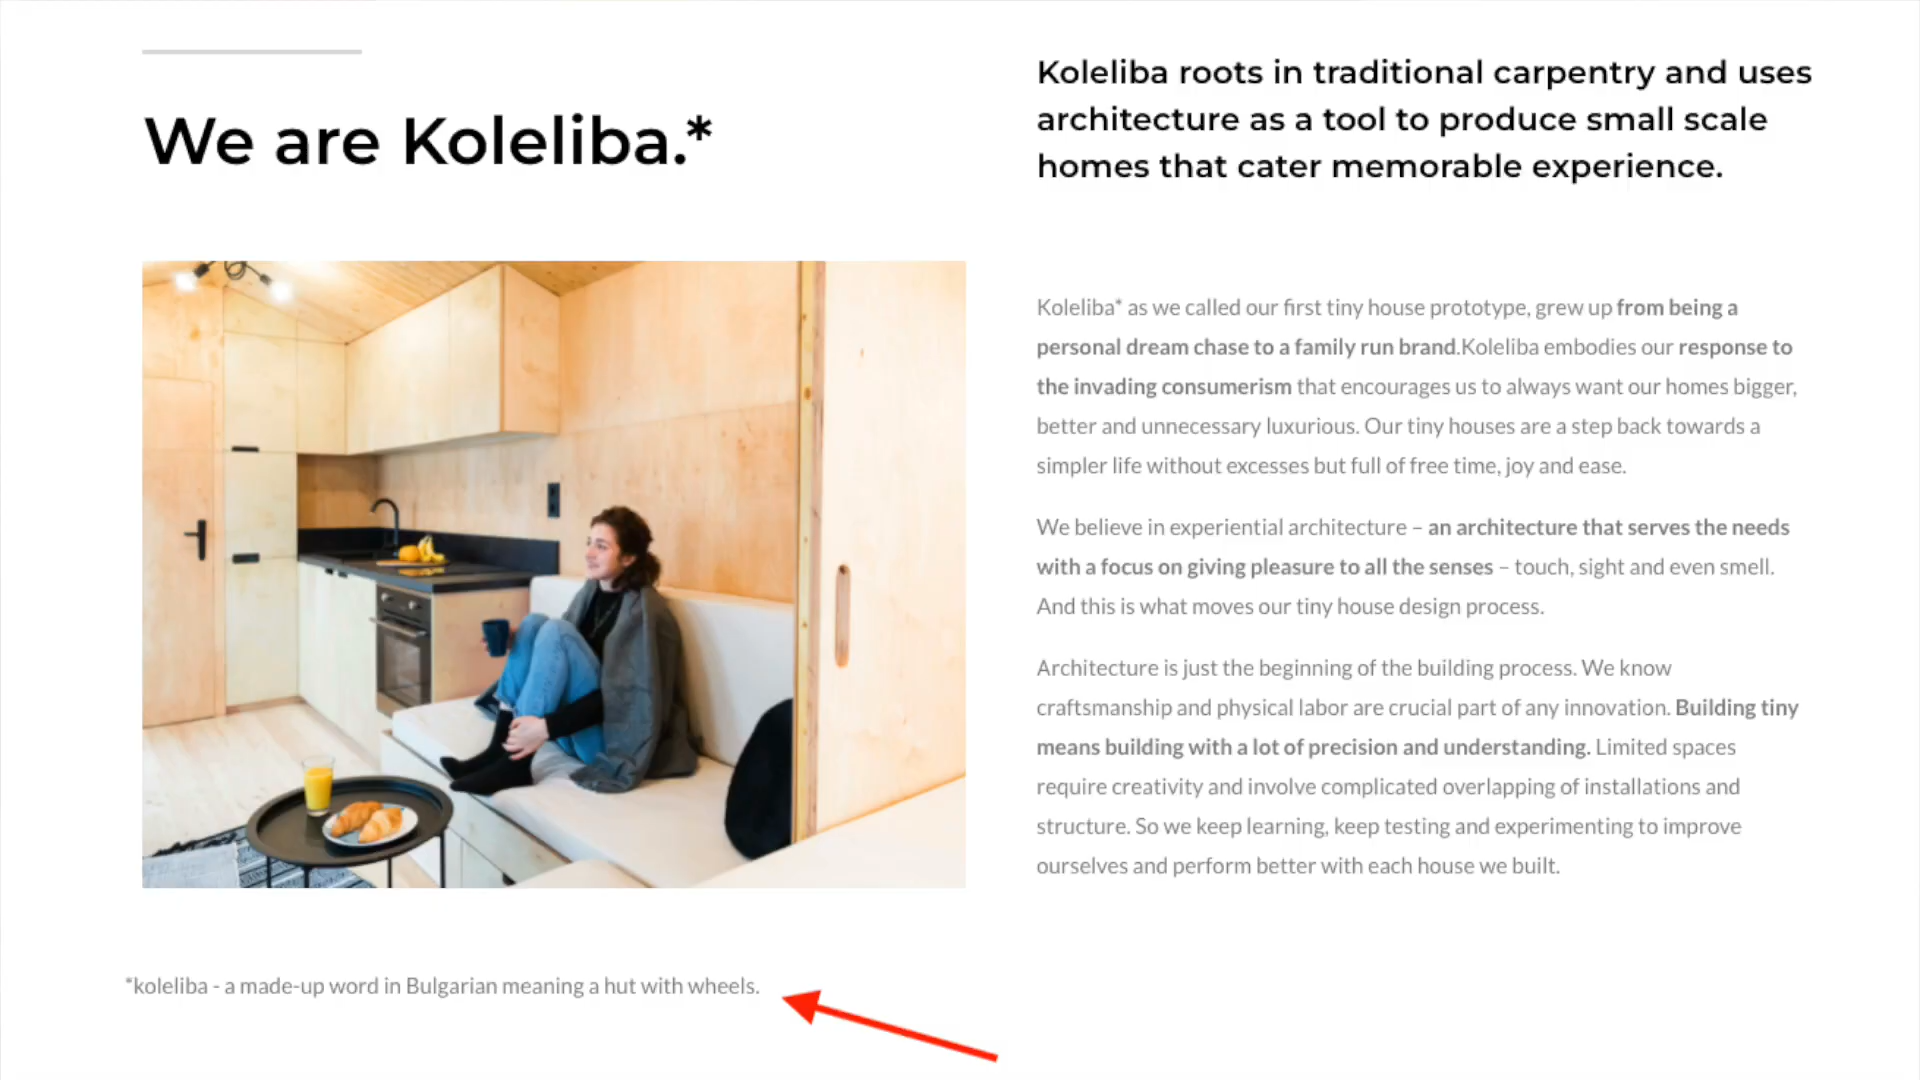 We are Koleliba.*
Koleliba roots in traditional carpentry and uses
architecture as a tool to produce small scale
homes that cater memorable experience.
Koleliba* as we called our first tiny house prototype, grew up from being a
personal dream chase to a family run brand.Koleliba embodies our response to
the invading consumerism that encourages us to always want our homes bigger,
better and unnecessary luxurious. Our tiny houses are a step back towards a
simpler life without excesses but full of free time, joy and ease.
We believe in experiential architecture – an architecture that serves the needs
with a focus on giving pleasure to all the senses – touch, sight and even smell.
And this is what moves our tiny house design process.
Architecture is just the beginning of the building process. We know
craftsmanship and physical labor are crucial part of any innovation. Building tiny
means building with a lot of precision and understanding. Limited spaces
require creativity and involve complicated overlapping of installations and
structure. So we keep learning, keep testing and experimenting to improve
ourselves and perform better with each house we built.
*koleliba - a made-up word in Bulgarian meaning a hut with wheels.